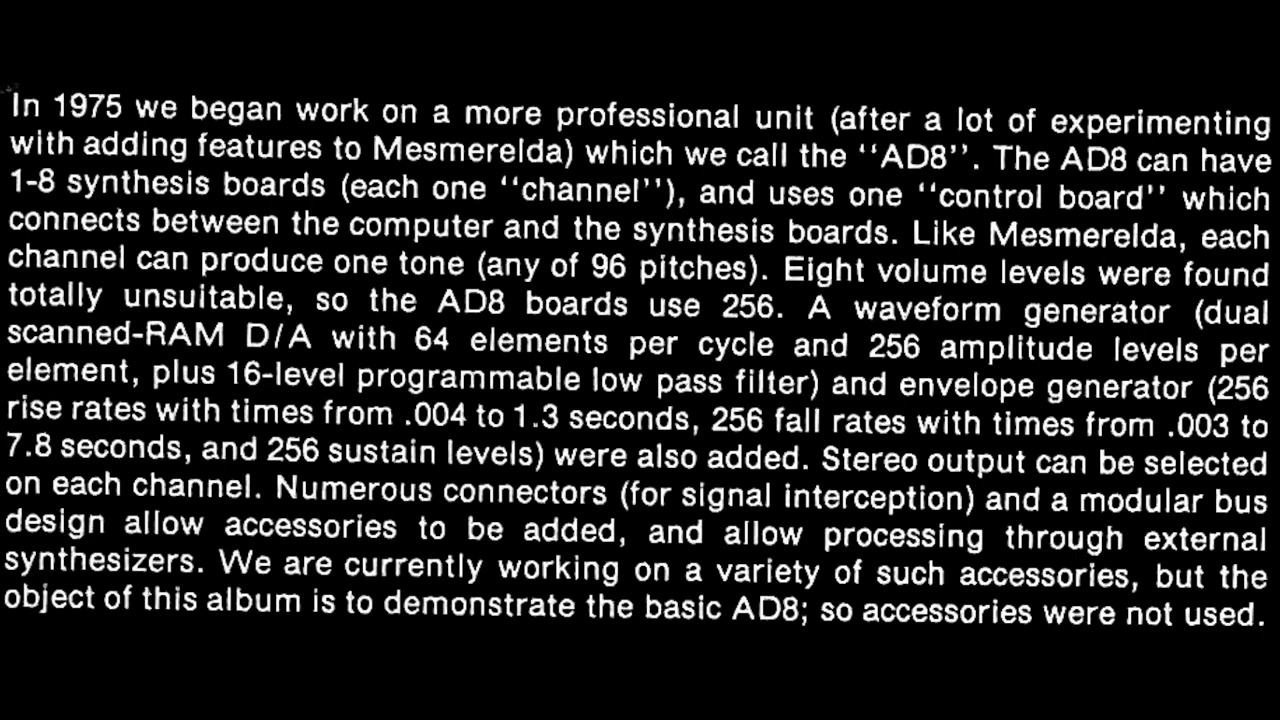 In 1975 we began work on a more professional unit (after a lot of experimenting
with adding features to Mesmerelda) which we call the ‘‘AD8’’. The AD8 can have
1-8 synthesis boards (each one ‘‘channel’’), and uses one ‘‘control board’’ which
connects between the computer and the synthesis boards. Like Mesmerelda, each
channel can produce one tone (any of 96 pitches). Eight volume levels were found
totally unsuitable, so the AD8 boards use 256. A waveform generator (dual
scanned-RAM D/A with 64 elements per cycle and 256 amplitude levels per
element, plus 16-level programmable low pass filter) and envelope generator (256
rise rates with times from .004 to 1.3 seconds, 256 fall rates with times from .003 to
7.8 seconds, and 256 sustain levels) were also added. Stereo output can be selected
on each channel. Numerous connectors (for signal interception) and a modular bus
design allow accessories to be added, and allow processing through external
synthesizers. We are currently working on a variety of such accessories, but the
object of this album is to demonstrate the basic AD8; so accessories were not used.